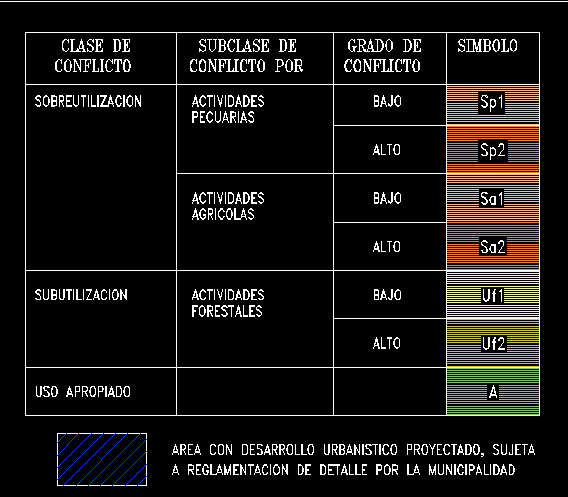 CLASE DE CONFLICTO
SUBCLASE DE CONFLICTO POR
GRADO DE CONFLICTO
SIMBOLO
SOBREUTILIZACION
ACTIVIDADES
PECUARIAS
BAJO
Sp1
ALTO
Sp2
ACTIVIDADES
AGRICOLAS
BAJO
Sa1
ALTO
Sa2
SUBUTILIZACION
ACTIVIDADES
FORESTALES
BAJO
Uf1
ALTO
Uf2
USO APROPIADO
A
AREA CON DESARROLLO URBANISTICO PROYECTADO, SUJETA
A REGLAMENTACION DE DETALLE POR LA MUNICIPALIDAD